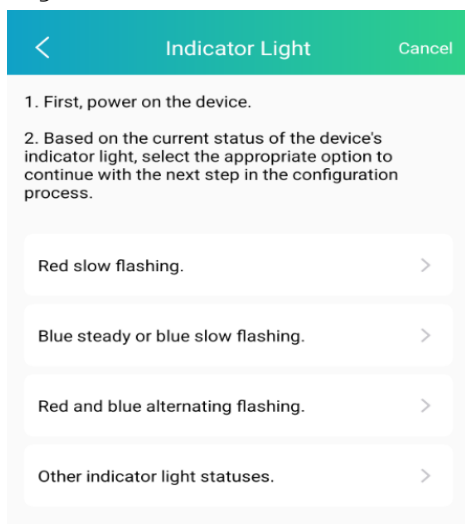 Indicator Light
Cancel
1. First, power on the device.
2. Based on the current status of the device's
indicator light, select the appropriate option to
continue with the next step in the configuration
process.
Red slow flashing.
Blue steady or blue slow flashing.
Red and blue alternating flashing.
Other indicator light statuses.